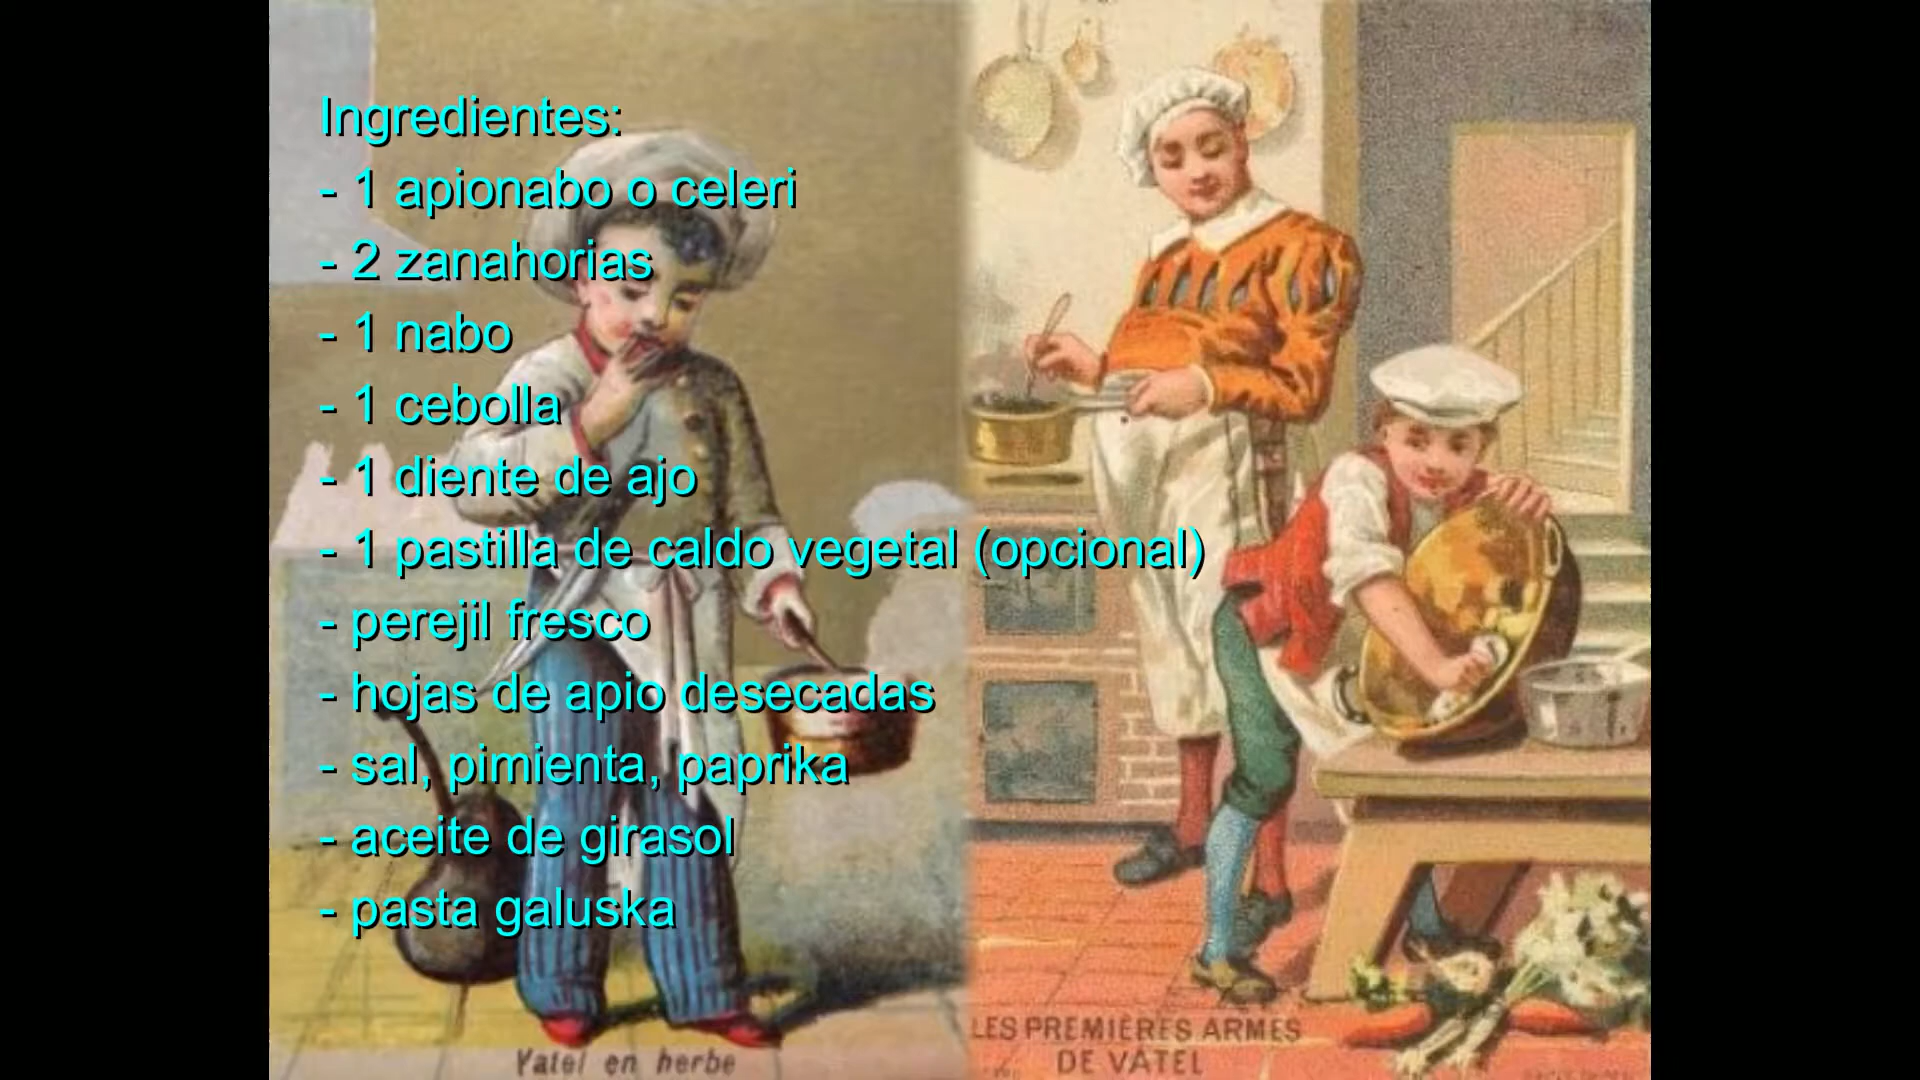 Ingredientes:
- 1 apionabo o celeri
- 2 zanahorias
- 1 nabo
- 1 cebolla
- 1 diente de ajo
- 1 pastilla de caldo vegetal (opcional)
- perejil fresco
- hojas de apio desecadas
- sal, pimienta, paprika
- aceite de girasol
- pasta galuska
Vatel en herbe
LES PREMIÈRES ARMES
DE VATEL